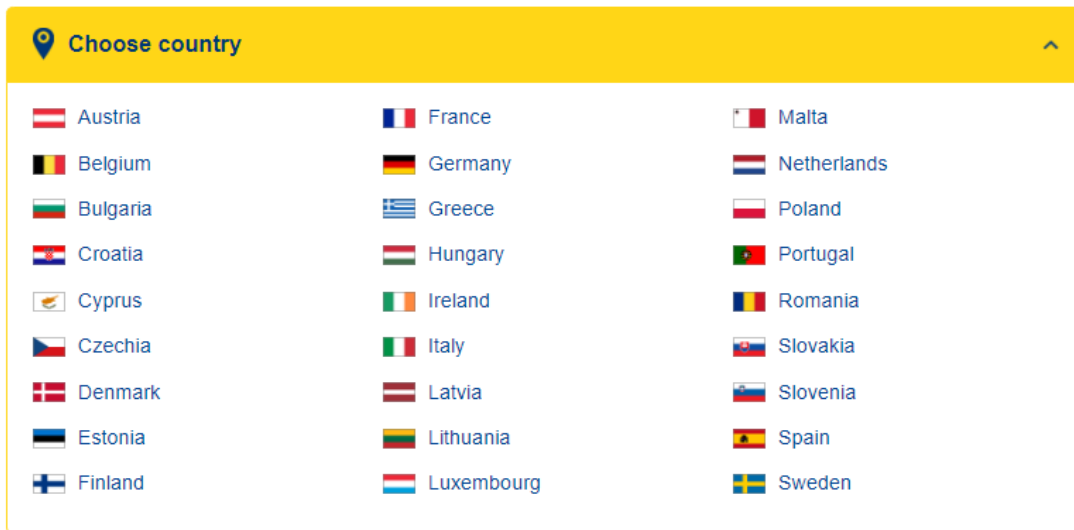 Choose country
Austria
Belgium
Bulgaria
Croatia
Cyprus
Czechia
Denmark
Estonia
Finland
France
Germany
Greece
Hungary
Ireland
Italy
Latvia
Lithuania
Luxembourg
Malta
Netherlands
Poland
Portugal
Romania
Slovakia
Slovenia
Spain
Sweden